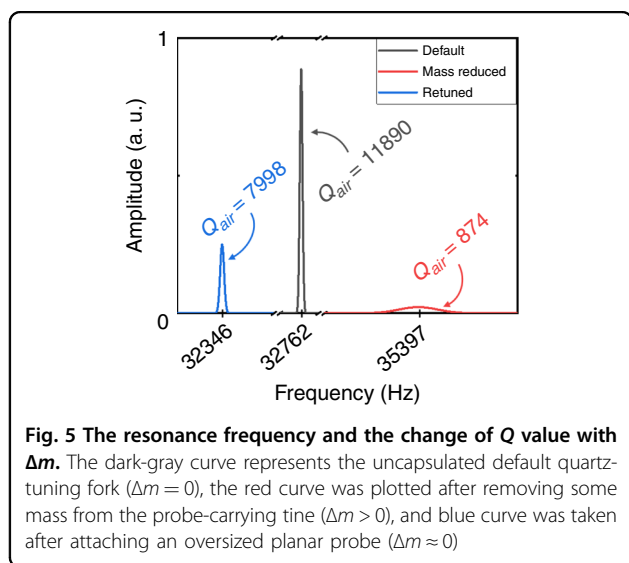 1
Default
Mass reduced
Retuned
Amplitude (a. u.)
Q_air = 7998
Q_air = 11890
Q_air = 874
0
32346
32762
35397
Frequency (Hz)
Fig. 5 The resonance frequency and the change of Q value with
Δm. The dark-gray curve represents the uncapsulated default quartz-
tuning fork (Δm = 0), the red curve was plotted after removing some
mass from the probe-carrying tine (Δm > 0), and blue curve was taken
after attaching an oversized planar probe (Δm ≈ 0)